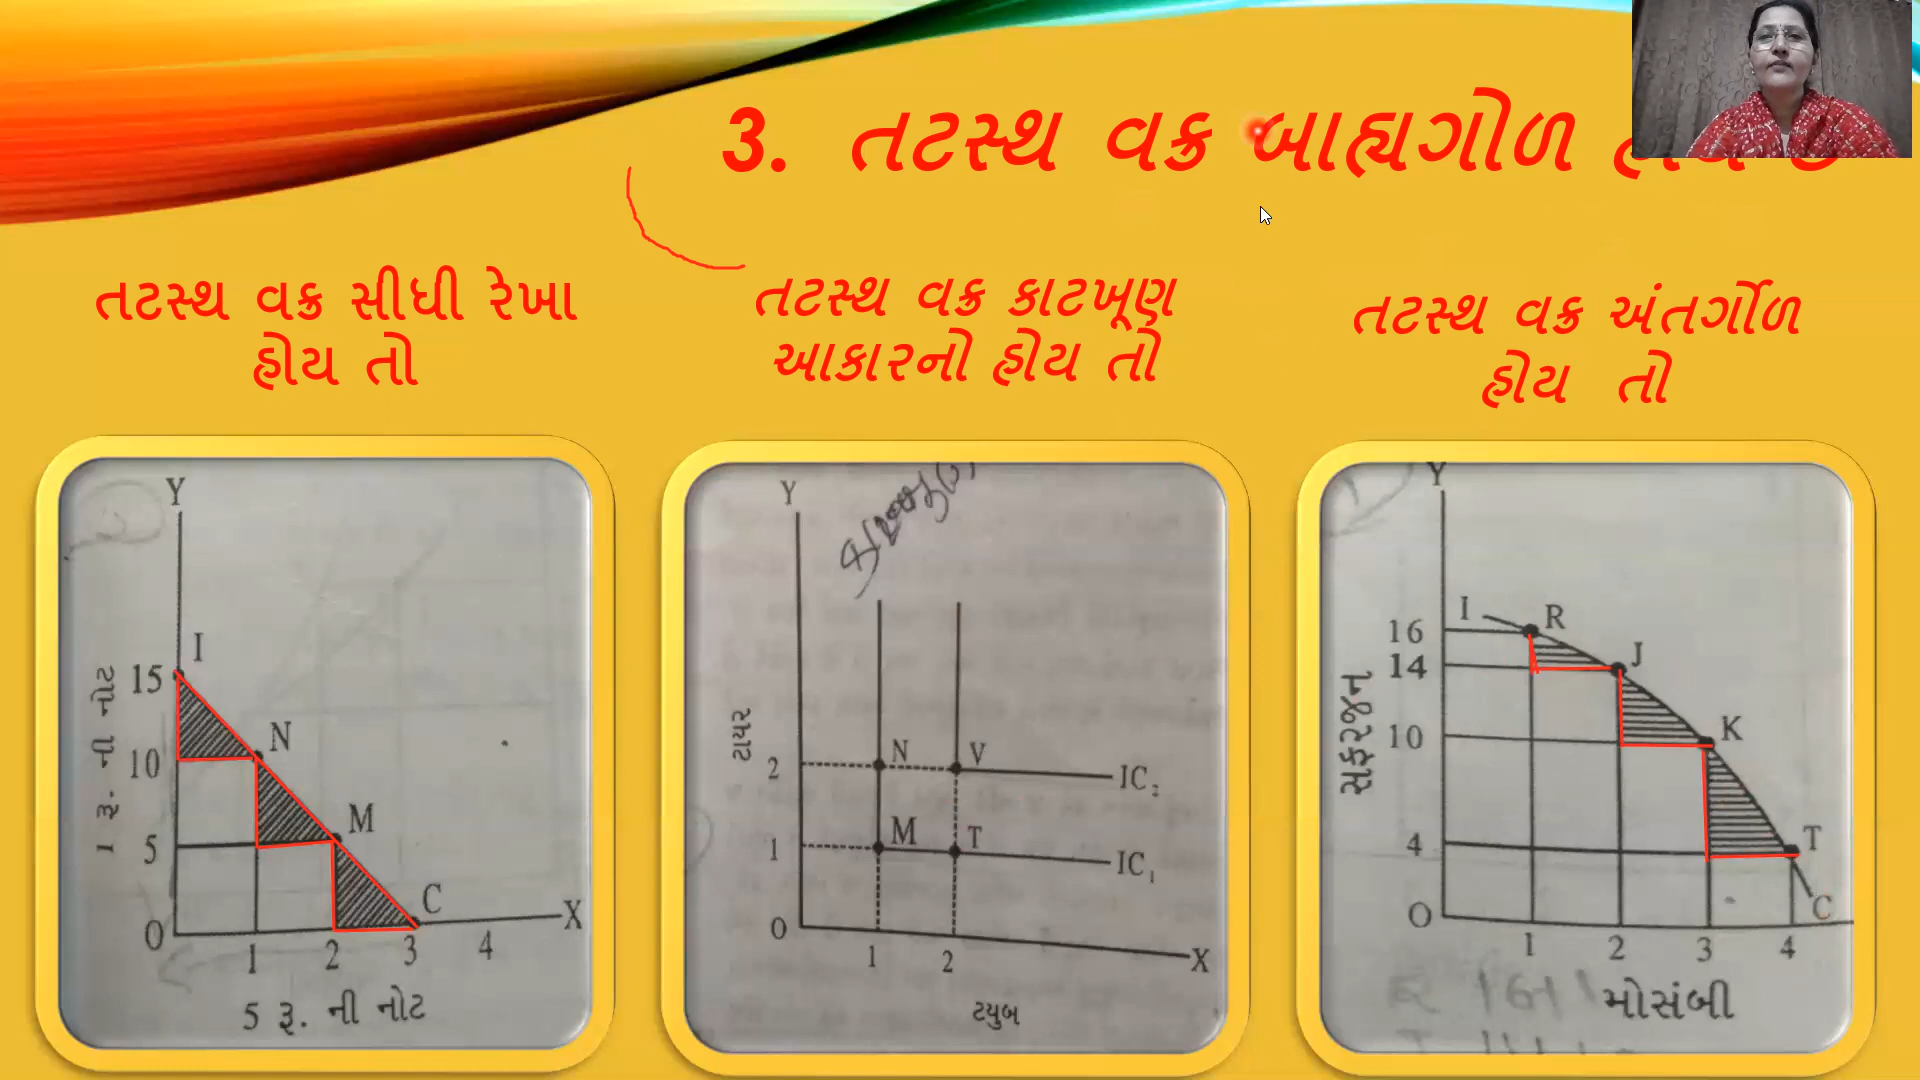 3. તટસ્થ વક્ર બાહ્યગોળ
તટસ્થ વક્ર સીધી રેખા
હોય તો
તટસ્થ વક્ર કાટખૂણ
આકારનો હોય તો
તટસ્થ વક્ર અંતર્ગોળ
હોય તો
Y
I
15
N
10
M
5
C
0
X
1 2 3 4
1 રૂ. ની નોટ
5 રૂ. ની નોટ
Y
ટાયર
2 N V IC₂
1 M T IC₁
0
1 2 X
ટયુબ
Y
I R
16
J
14
K
10
T
4
C
O
1 2 3 4
સફરજન
મોસંબી